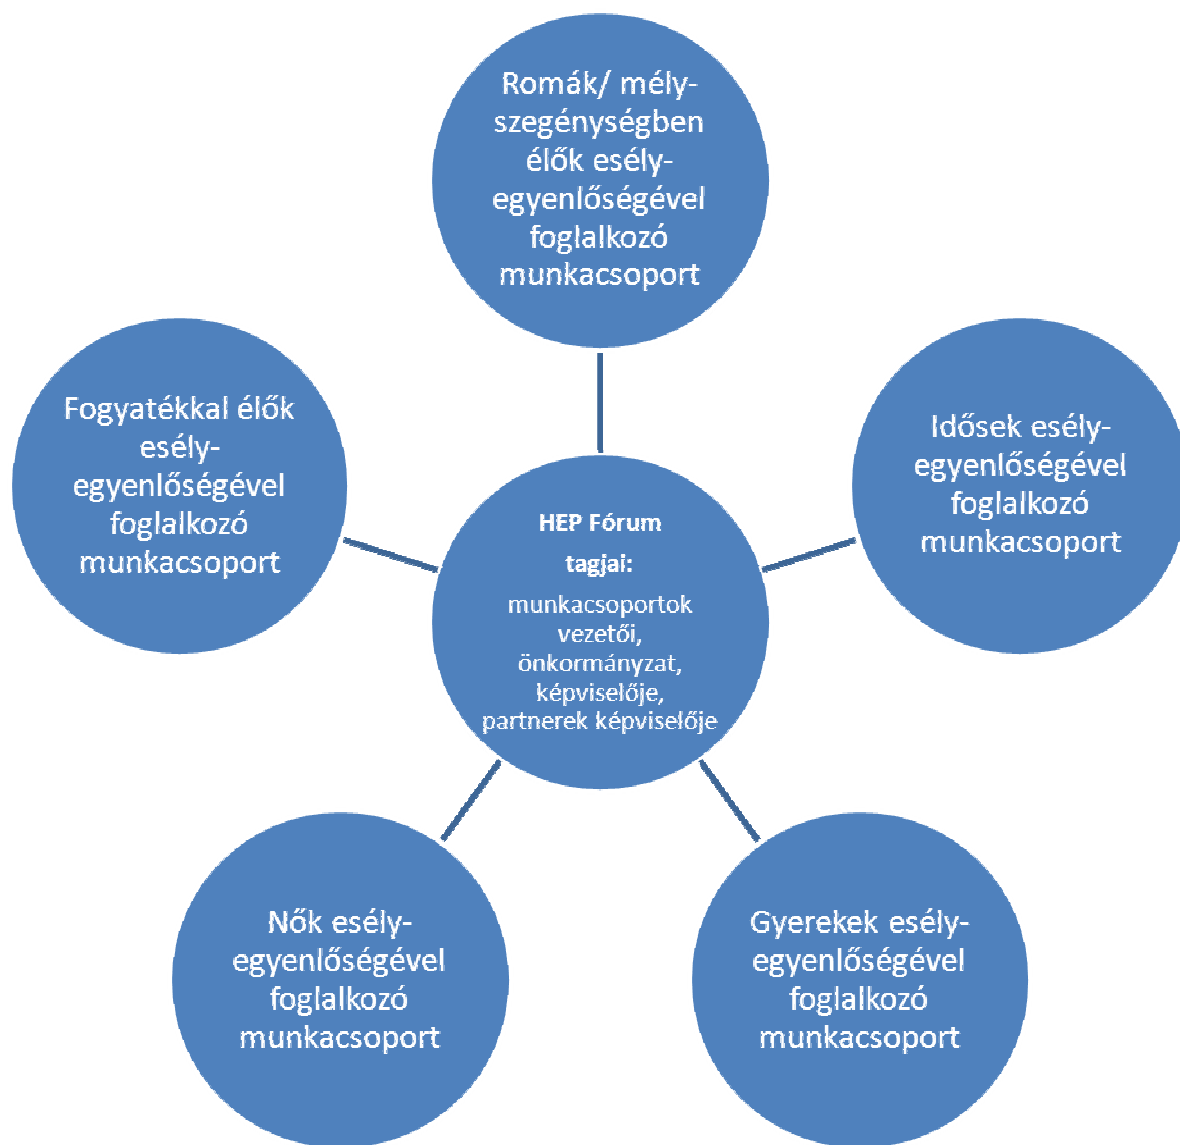 Romák/ mély-
szegénységben
élők esély-
egyenlőségével
foglalkozó
munkacsoport
Fogyatékkal élők
esély-
egyenlőségével
foglalkozó
munkacsoport
Idősek esély-
egyenlőségével
foglalkozó
munkacsoport
HEP Fórum
tagjai:
munkacsoportok
vezetői,
önkormányzat,
képviselője,
partnerek képviselője
Nők esély-
egyenlőségével
foglalkozó
munkacsoport
Gyerekek esély-
egyenlőségével
foglalkozó
munkacsoport